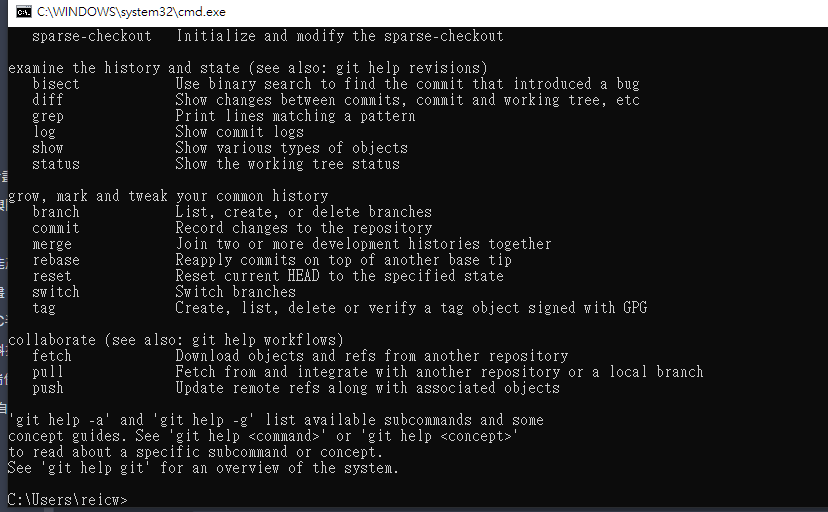 C:\WINDOWS\system32\cmd.exe
sparse-checkout   Initialize and modify the sparse-checkout
examine the history and state (see also: git help revisions)
bisect            Use binary search to find the commit that introduced a bug
diff              Show changes between commits, commit and working tree, etc
grep              Print lines matching a pattern
log               Show commit logs
show              Show various types of objects
status            Show the working tree status
grow, mark and tweak your common history
branch            List, create, or delete branches
commit            Record changes to the repository
merge             Join two or more development histories together
rebase            Reapply commits on top of another base tip
reset             Reset current HEAD to the specified state
switch            Switch branches
tag               Create, list, delete or verify a tag object signed with GPG
collaborate (see also: git help workflows)
fetch             Download objects and refs from another repository
pull              Fetch from and integrate with another repository or a local branch
push              Update remote refs along with associated objects
'git help -a' and 'git help -g' list available subcommands and some
concept guides. See 'git help <command>' or 'git help <concept>'
to read about a specific subcommand or concept.
See 'git help git' for an overview of the system.
C:\Users\reicw>